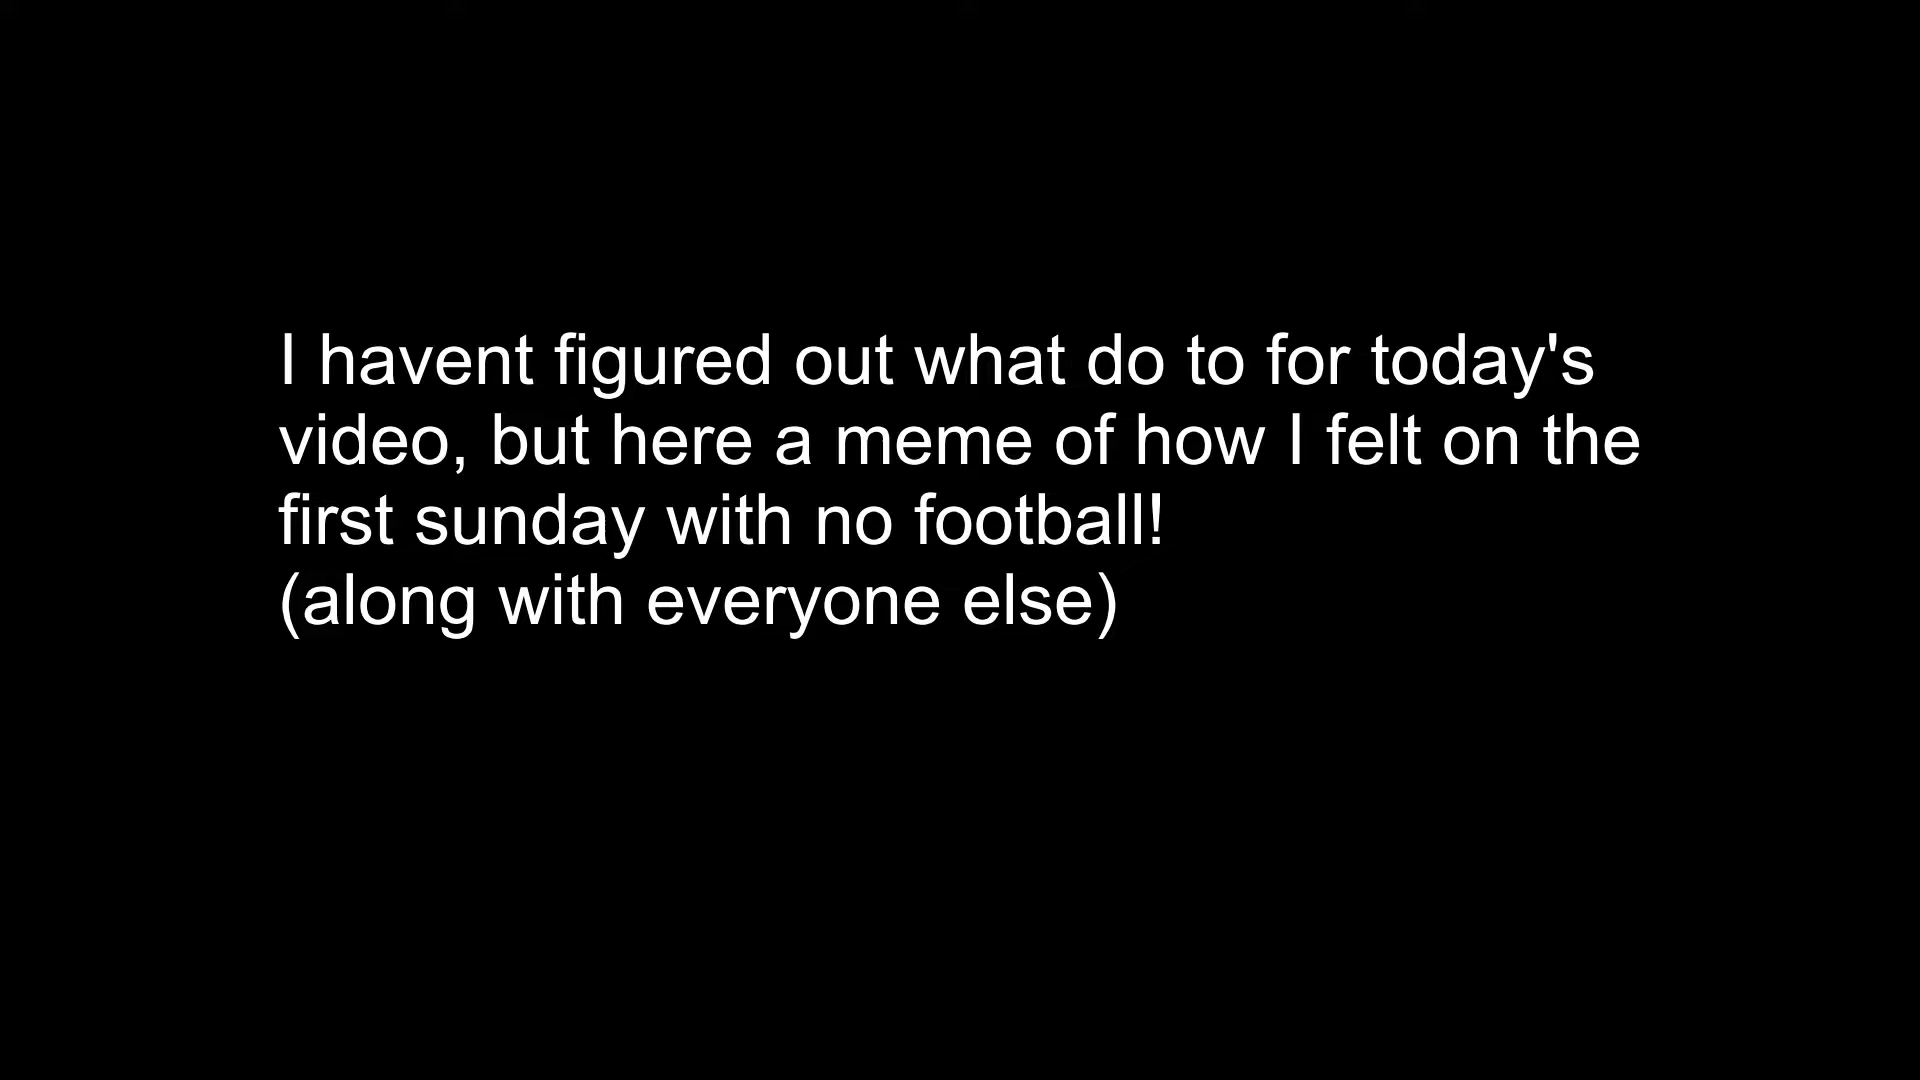 I havent figured out what do to for today's
video, but here a meme of how I felt on the
first sunday with no football!
(along with everyone else)